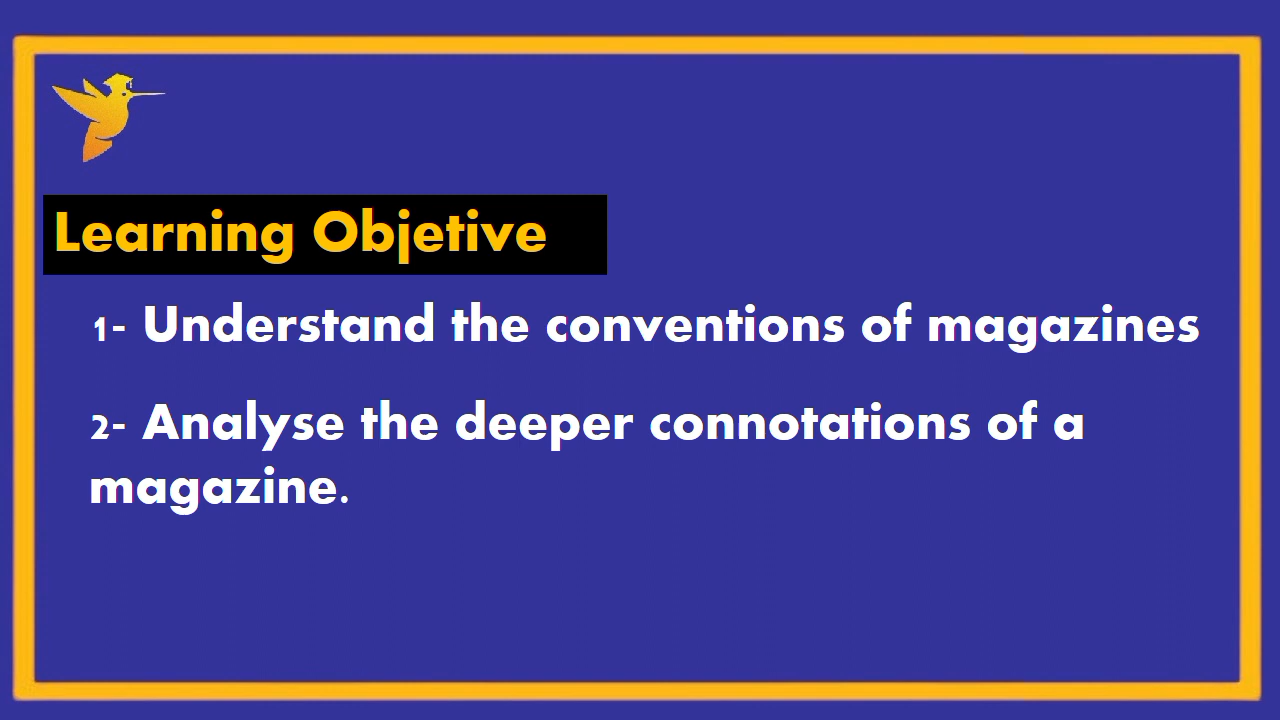 Learning Objetive
1- Understand the conventions of magazines
2- Analyse the deeper connotations of a
magazine.